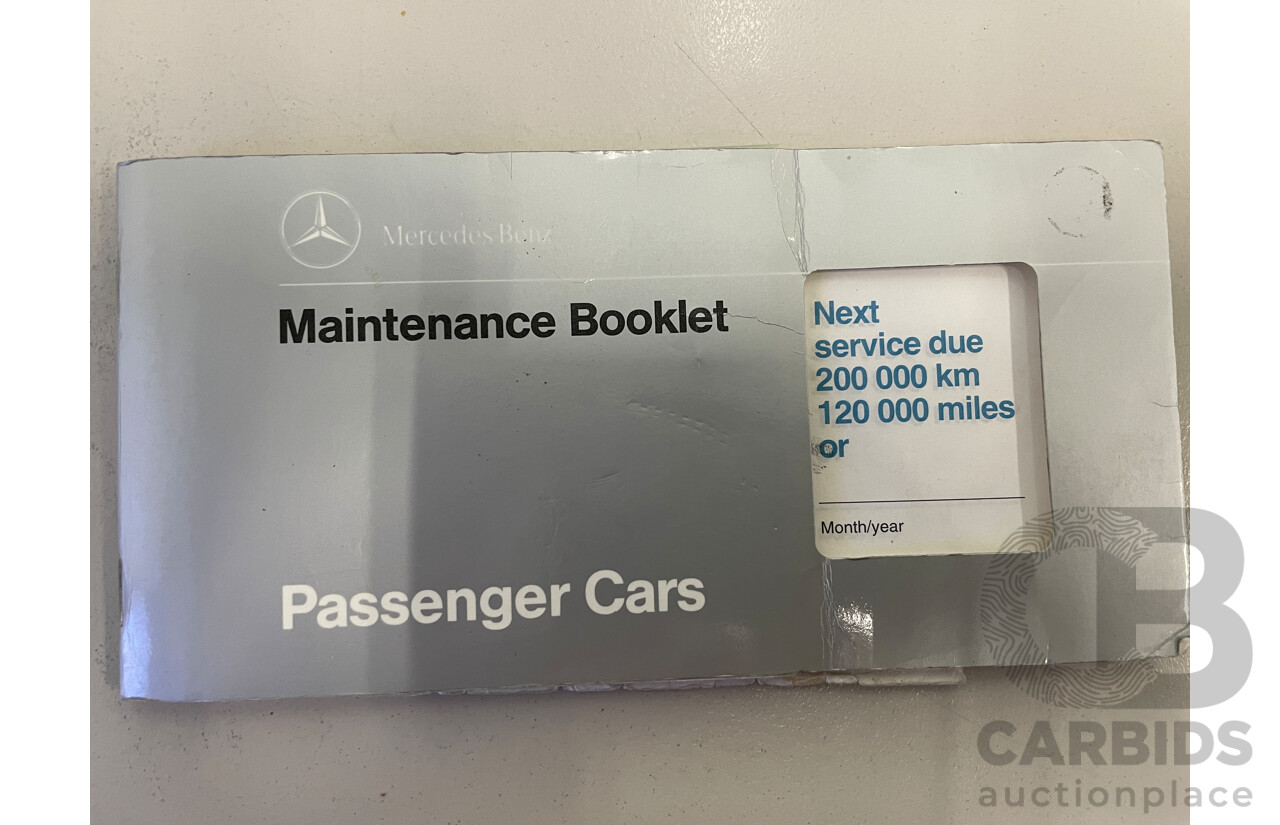 Mercedes-Benz
Maintenance Booklet
Next
service due
200 000 km
120 000 miles
or
Month/year
Passenger Cars
CB
CARBIDS
auctionplace